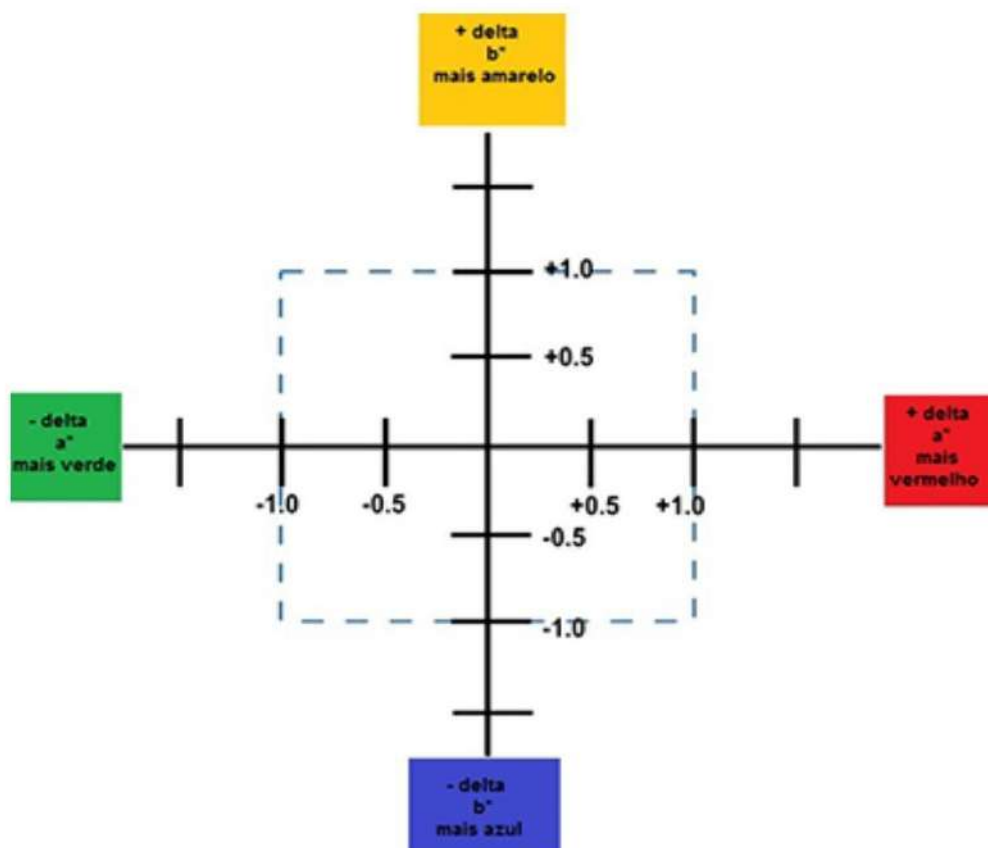 + delta
b*
mais amarelo
+1.0
+0.5
- delta
a*
mais verde
+ delta
a*
mais
vermelho
-1.0
-0.5
+0.5
+1.0
-0.5
-1.0
- delta
b*
mais azul